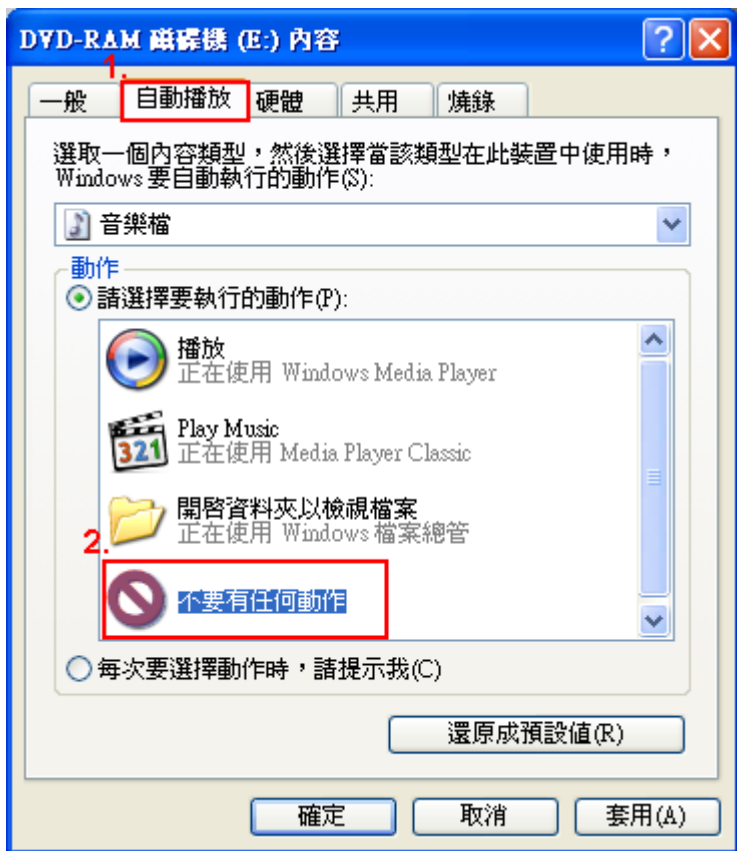 DVD-RAM 磁碟機 (E:) 內容
1.
一般
自動播放
硬體
共用
燒錄
選取一個內容類型，然後選擇當該類型在此裝置中使用時，
Windows 要自動執行的動作(S):
音樂檔
動作
請選擇要執行的動作(P):
播放
正在使用 Windows Media Player
Play Music
321
正在使用 Media Player Classic
開啓資料夾以檢視檔案
正在使用 Windows 檔案總管
2.
不要有任何動作
每次要選擇動作時，請提示我(C)
還原成預設值(R)
確定
取消
套用(A)